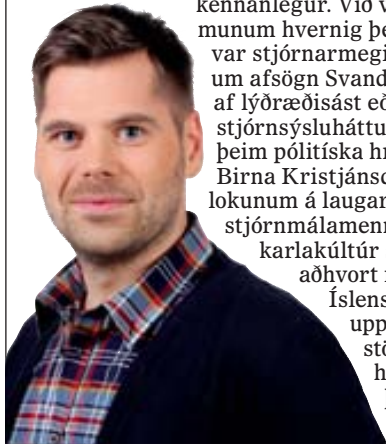 kennanlegur. Við v
munum hvernig þe
var stjórnarmegi
um afsögn Svand
af lýðræðisást eð
stjórnsýsluháttu
þeim pólitíska hr
Birna Kristjánsd
lokunum á laugar
stjórnmálamenn
karlakúltúr
aðhvort
Íslens
upp
stö
h